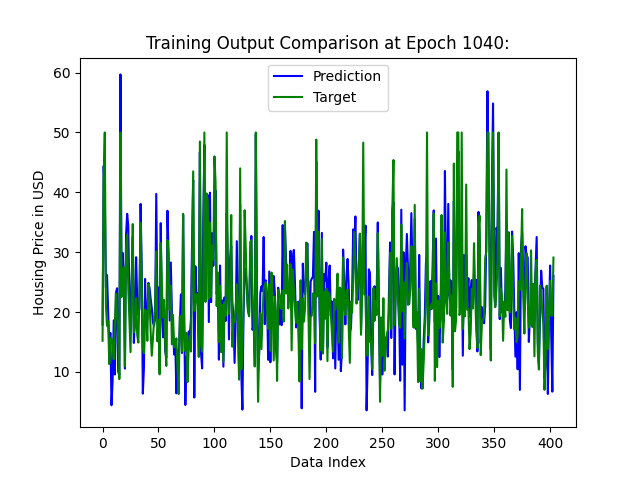 Training Output Comparison at Epoch 1040:
Prediction
Target
60
50
40
30
20
10
Housing Price in USD
0 50 100 150 200 250 300 350 400
Data Index